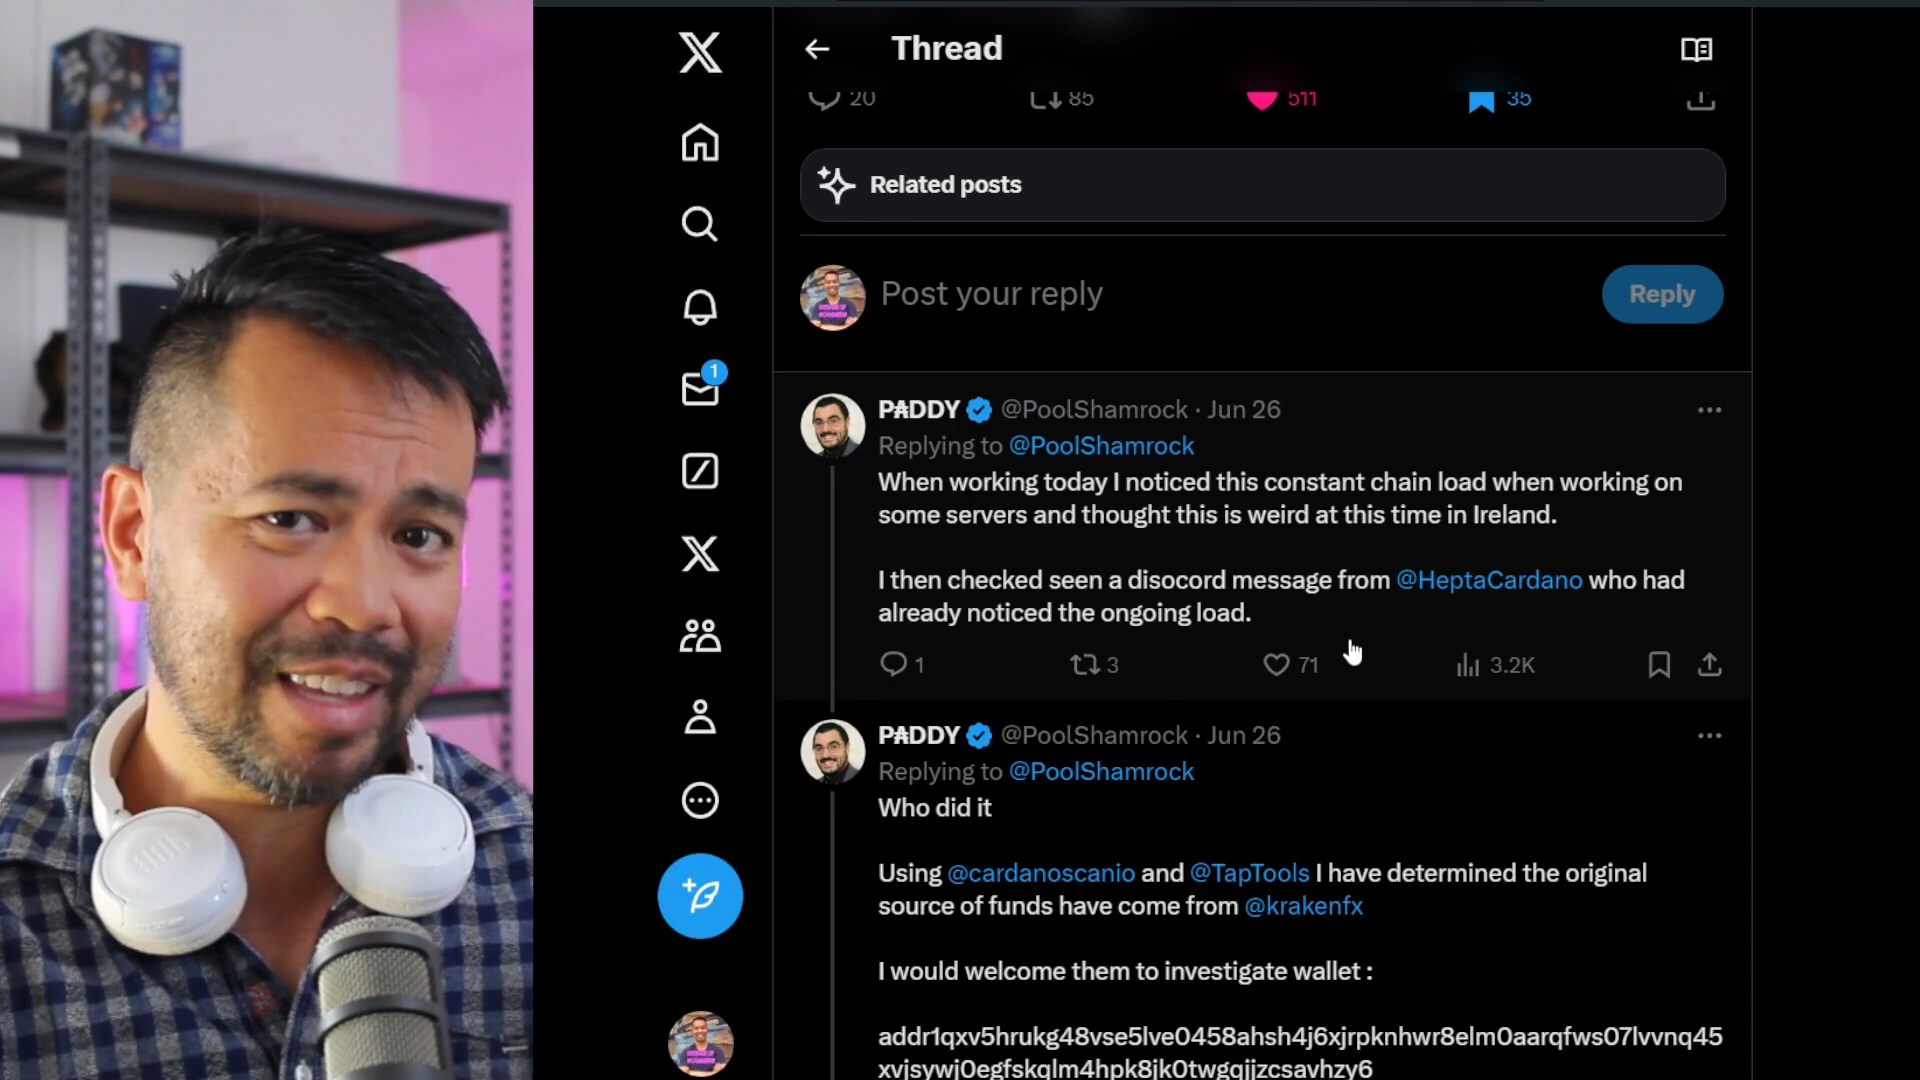 Thread
20 85 511 35
Related posts
Post your reply
Reply
1
P₳DDY @PoolShamrock · Jun 26
Replying to @PoolShamrock
When working today I noticed this constant chain load when working on
some servers and thought this is weird at this time in Ireland.
I then checked seen a disocord message from @HeptaCardano who had
already noticed the ongoing load.
1 3 71 3.2K
P₳DDY @PoolShamrock · Jun 26
Replying to @PoolShamrock
Who did it
Using @cardanoscanio and @TapTools I have determined the original
source of funds have come from @krakenfx
I would welcome them to investigate wallet :
addr1qxv5hrukg48vse5lve0458ahsh4j6xjrpknhwr8elm0aarqfws07lvvnq45
xvjsywj0egfskqlm4hpk8jk0twgqjjzcsavhzy6
JBL